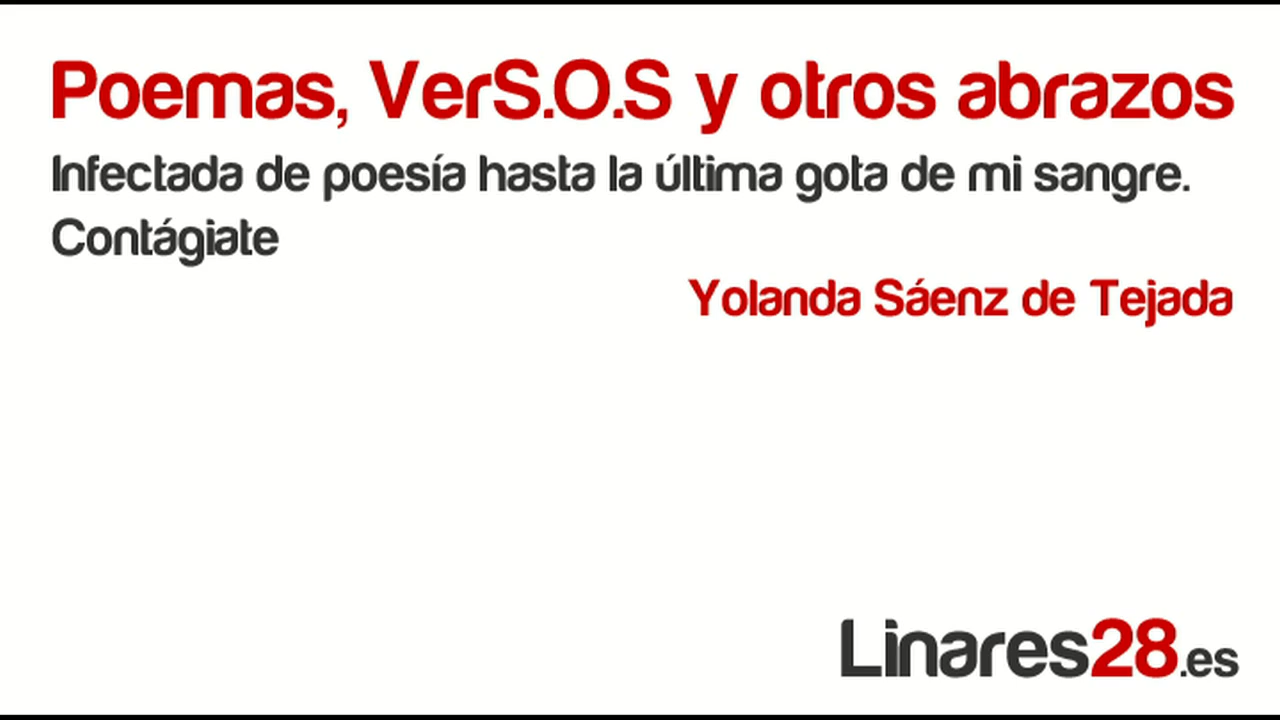 Poemas, VerS.O.S y otros abrazos
Infectada de poesía hasta la última gota de mi sangre.
Contágiate
Yolanda Sáenz de Tejada
Linares28.es